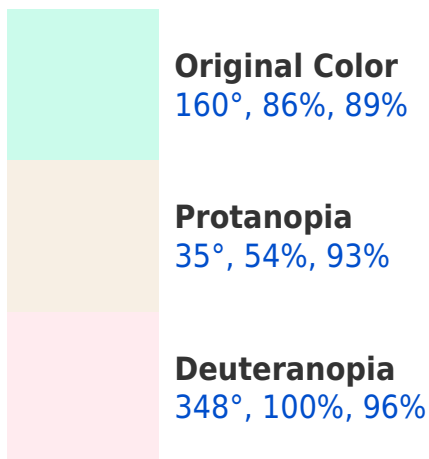 Original Color
160°, 86%, 89%
Protanopia
35°, 54%, 93%
Deuteranopia
348°, 100%, 96%